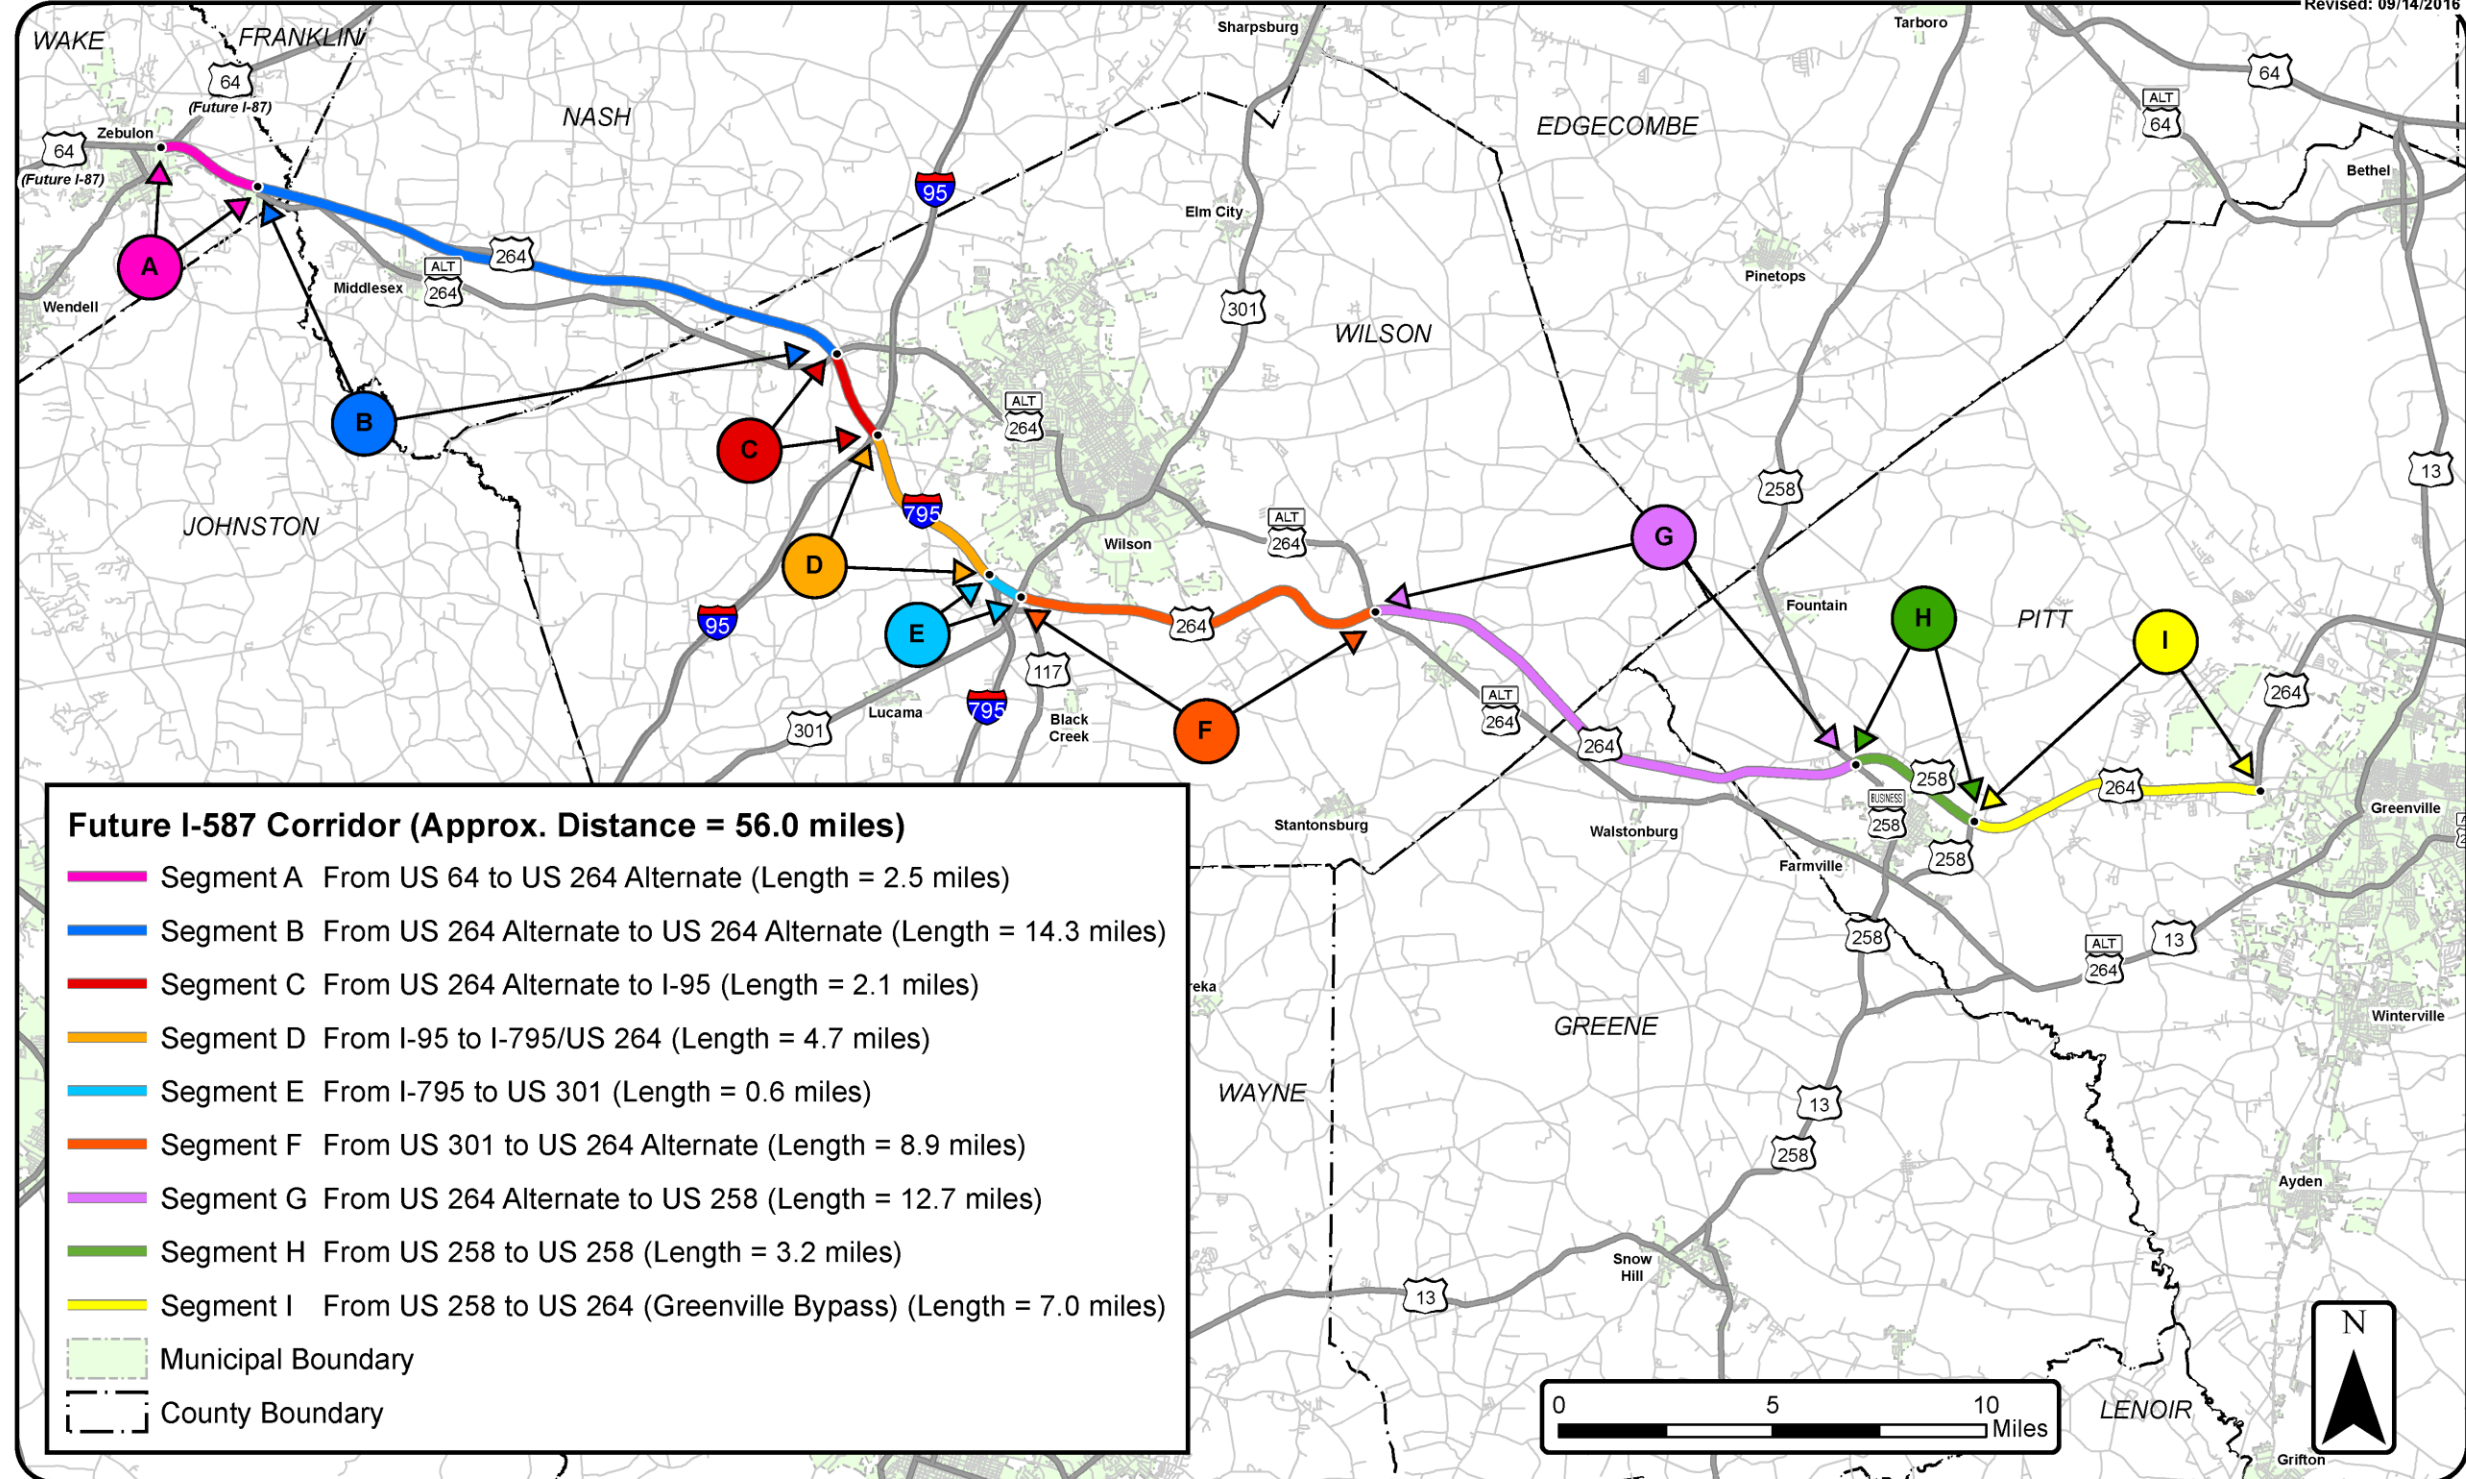 Revised: 09/14/2016
WAKE
FRANKLIN
64
(Future I-87)
Zebulon
64
(Future I-87)
NASH
Sharpsburg
Tarboro
64
ALT
64
EDGECOMBE
Bethel
95
Elm City
A
264
ALT
264
Middlesex
Wendell
301
WILSON
Pinetops
B
ALT
264
C
258
13
JOHNSTON
795
ALT
264
Wilson
G
D
95
E
264
Fountain
H
PITT
I
117
Lucama
795
Black
Creek
301
F
ALT
264
264
264
258
264
BUSINESS
258
Greenville
Stantonsburg
Walstonburg
Farmville
258
258
ALT
264
13
reka
GREENE
Winterville
WAYNE
13
258
Ayden
Snow
Hill
13
LENOIR
Grifton
Future I-587 Corridor (Approx. Distance = 56.0 miles)
Segment A From US 64 to US 264 Alternate (Length = 2.5 miles)
Segment B From US 264 Alternate to US 264 Alternate (Length = 14.3 miles)
Segment C From US 264 Alternate to I-95 (Length = 2.1 miles)
Segment D From I-95 to I-795/US 264 (Length = 4.7 miles)
Segment E From I-795 to US 301 (Length = 0.6 miles)
Segment F From US 301 to US 264 Alternate (Length = 8.9 miles)
Segment G From US 264 Alternate to US 258 (Length = 12.7 miles)
Segment H From US 258 to US 258 (Length = 3.2 miles)
Segment I From US 258 to US 264 (Greenville Bypass) (Length = 7.0 miles)
Municipal Boundary
County Boundary
0 5 10
Miles
N